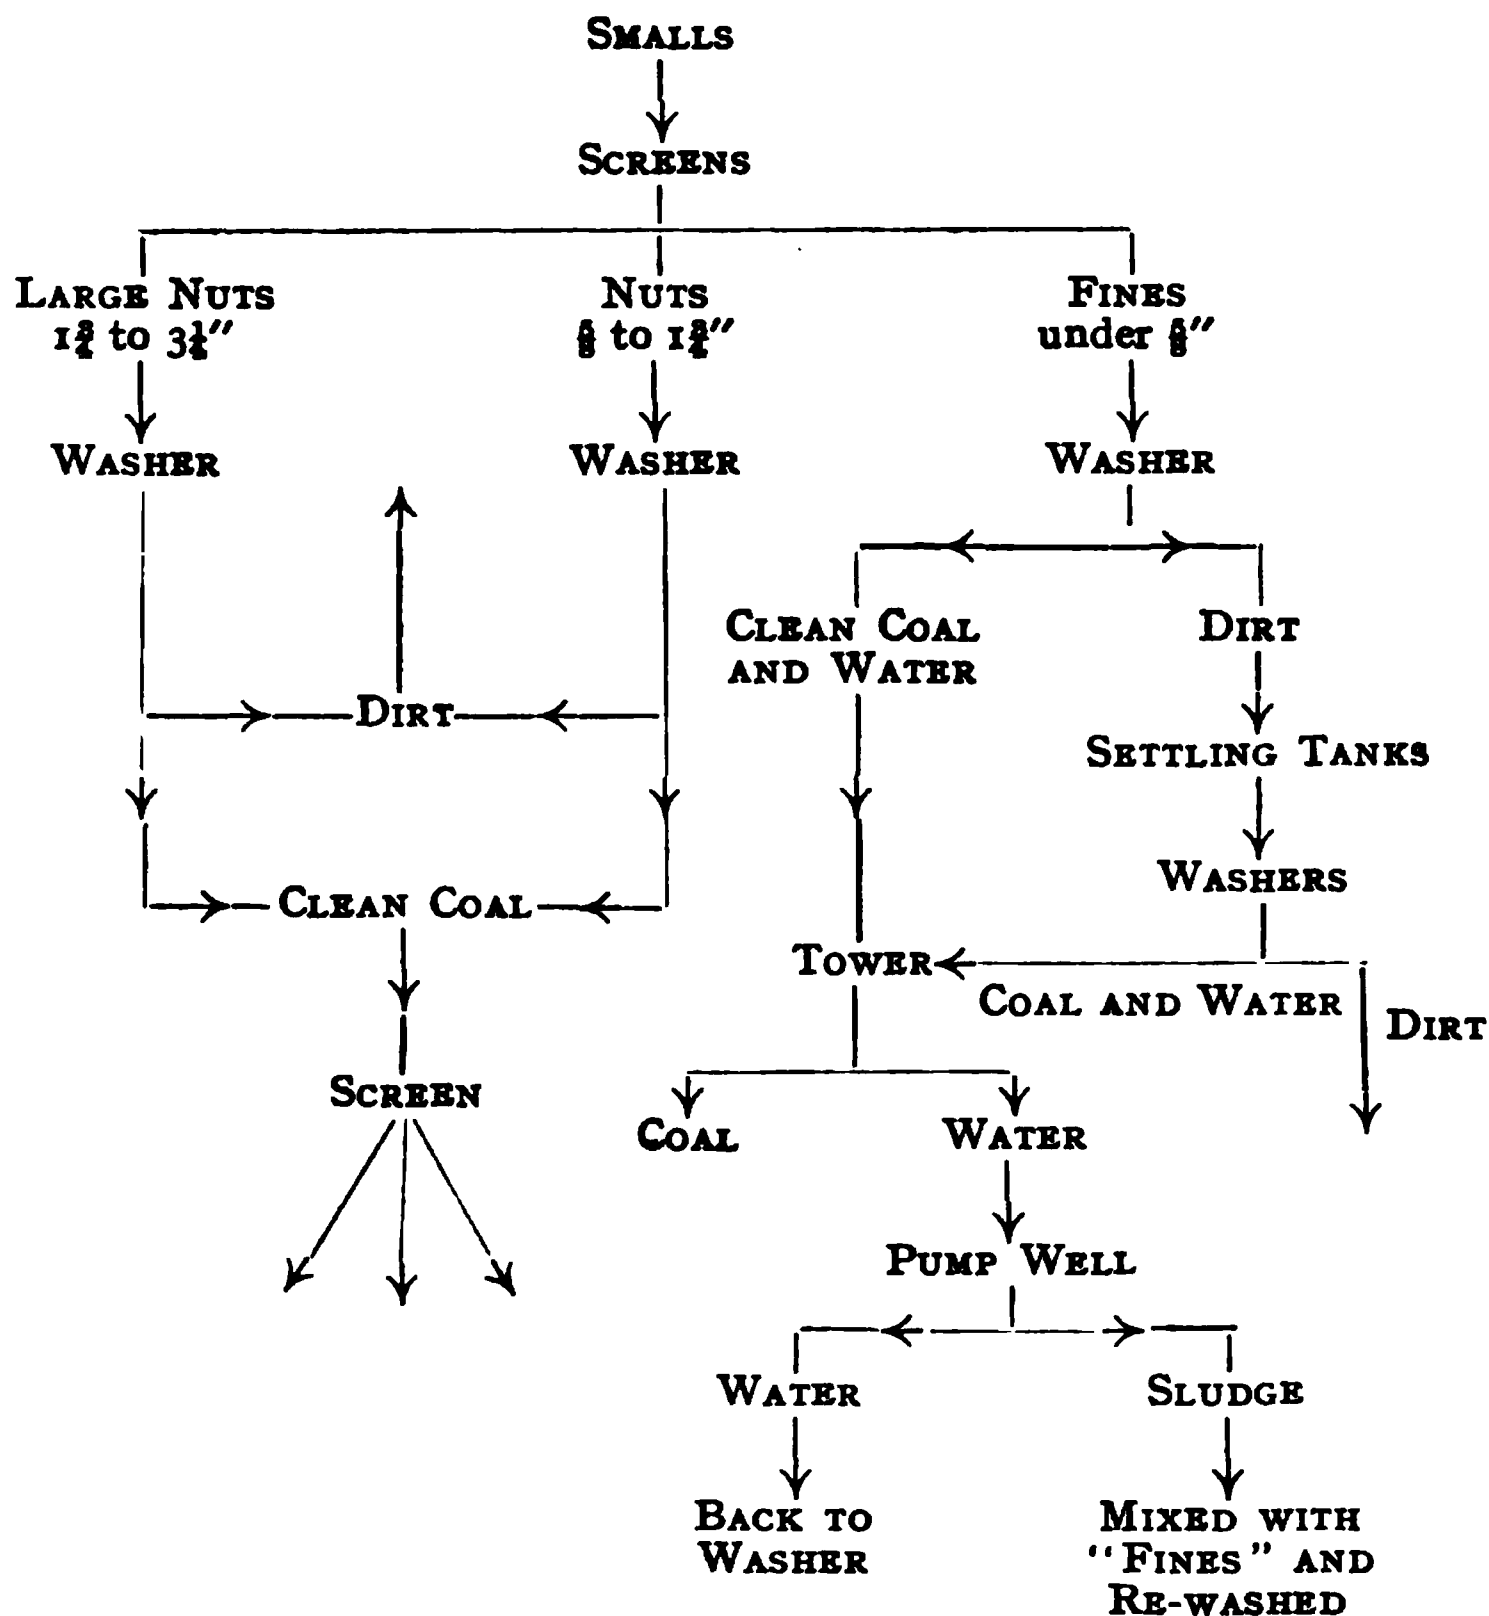 SMALLS
SCREENS
LARGE NUTS
1¾ to 3¼″
NUTS
⅝ to 1¾″
FINES
under ⅝″
WASHER
WASHER
WASHER
CLEAN COAL
AND WATER
DIRT
DIRT
SETTLING TANKS
WASHERS
CLEAN COAL
TOWER
COAL AND WATER
DIRT
SCREEN
COAL
WATER
PUMP WELL
WATER
SLUDGE
BACK TO
WASHER
MIXED WITH
“FINES” AND
RE-WASHED